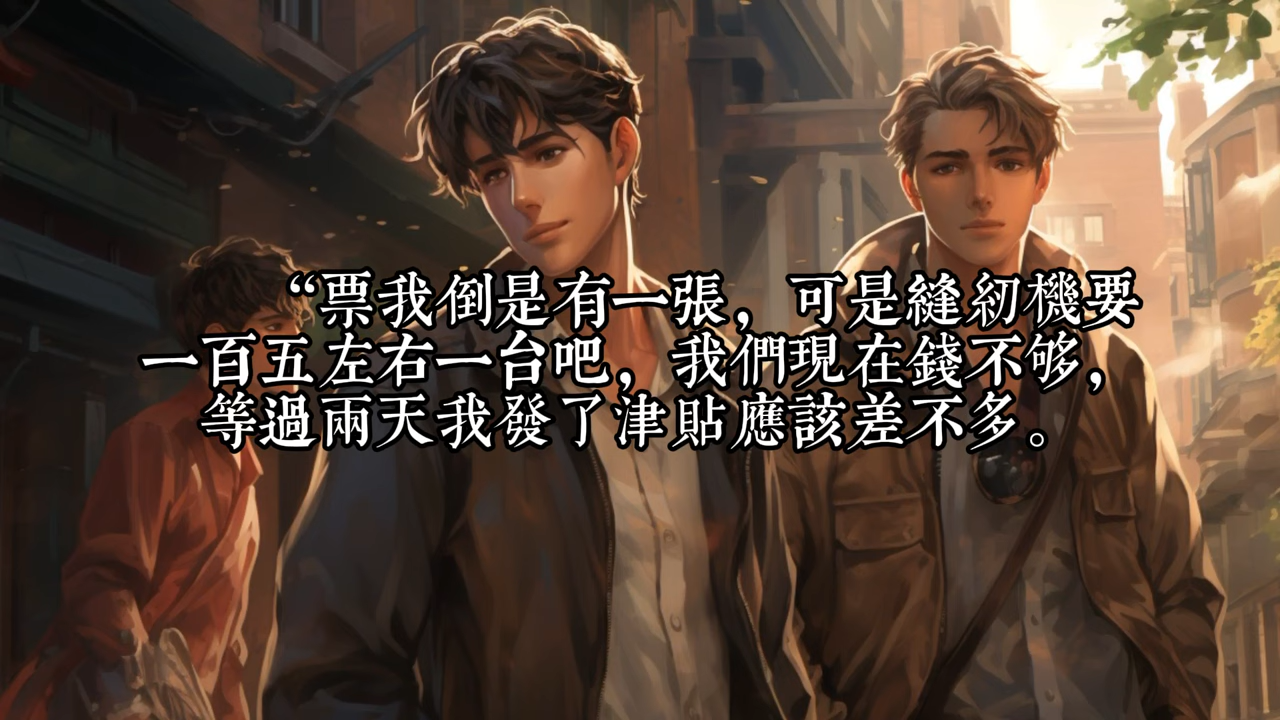 “票我倒是有一張，可是縫紉機要
一百五左右一台吧，我們現在錢不够，
等過兩天我發了津貼應該差不多。